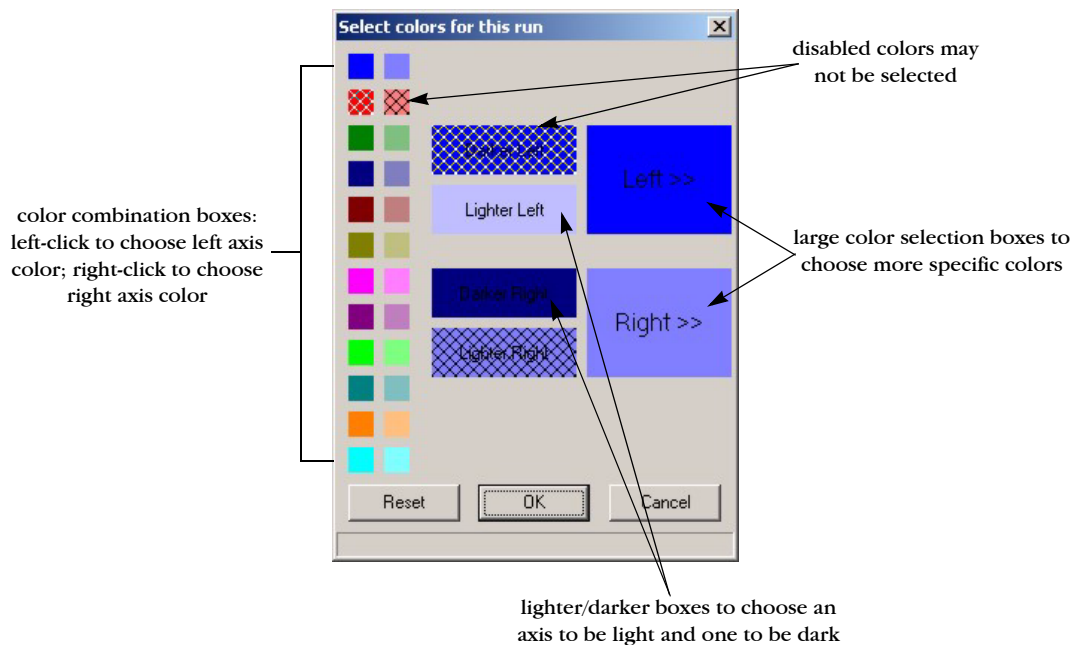 Select colors for this run
disabled colors may
not be selected
Darker Left
Left >>
Lighter Left
color combination boxes:
left-click to choose left axis
color; right-click to choose
right axis color
large color selection boxes to
choose more specific colors
Darker Right
Right >>
Lighter Right
Reset
OK
Cancel
lighter/darker boxes to choose an
axis to be light and one to be dark